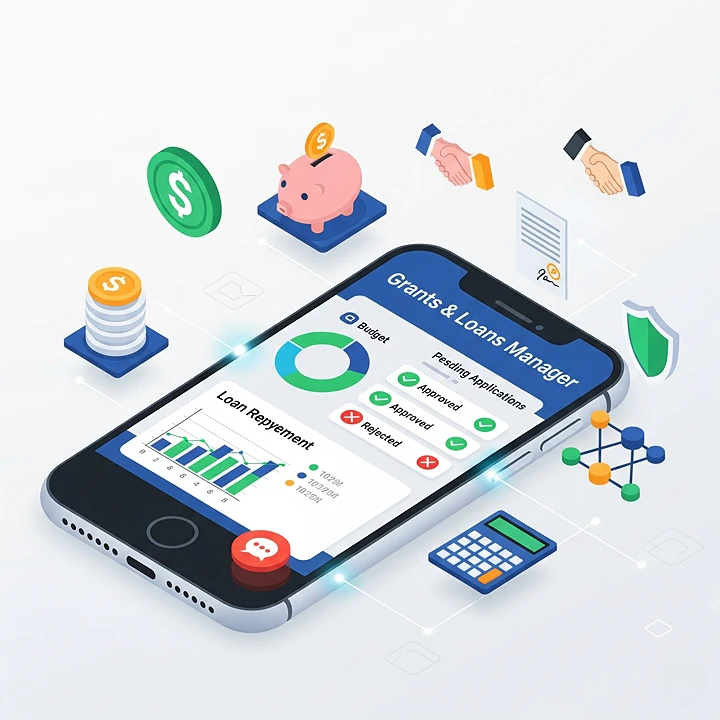 $
$
$
Grants & Loans Manager
Budget
Pesding Applications
Approved
Approved
Rejected
Loan Repyement